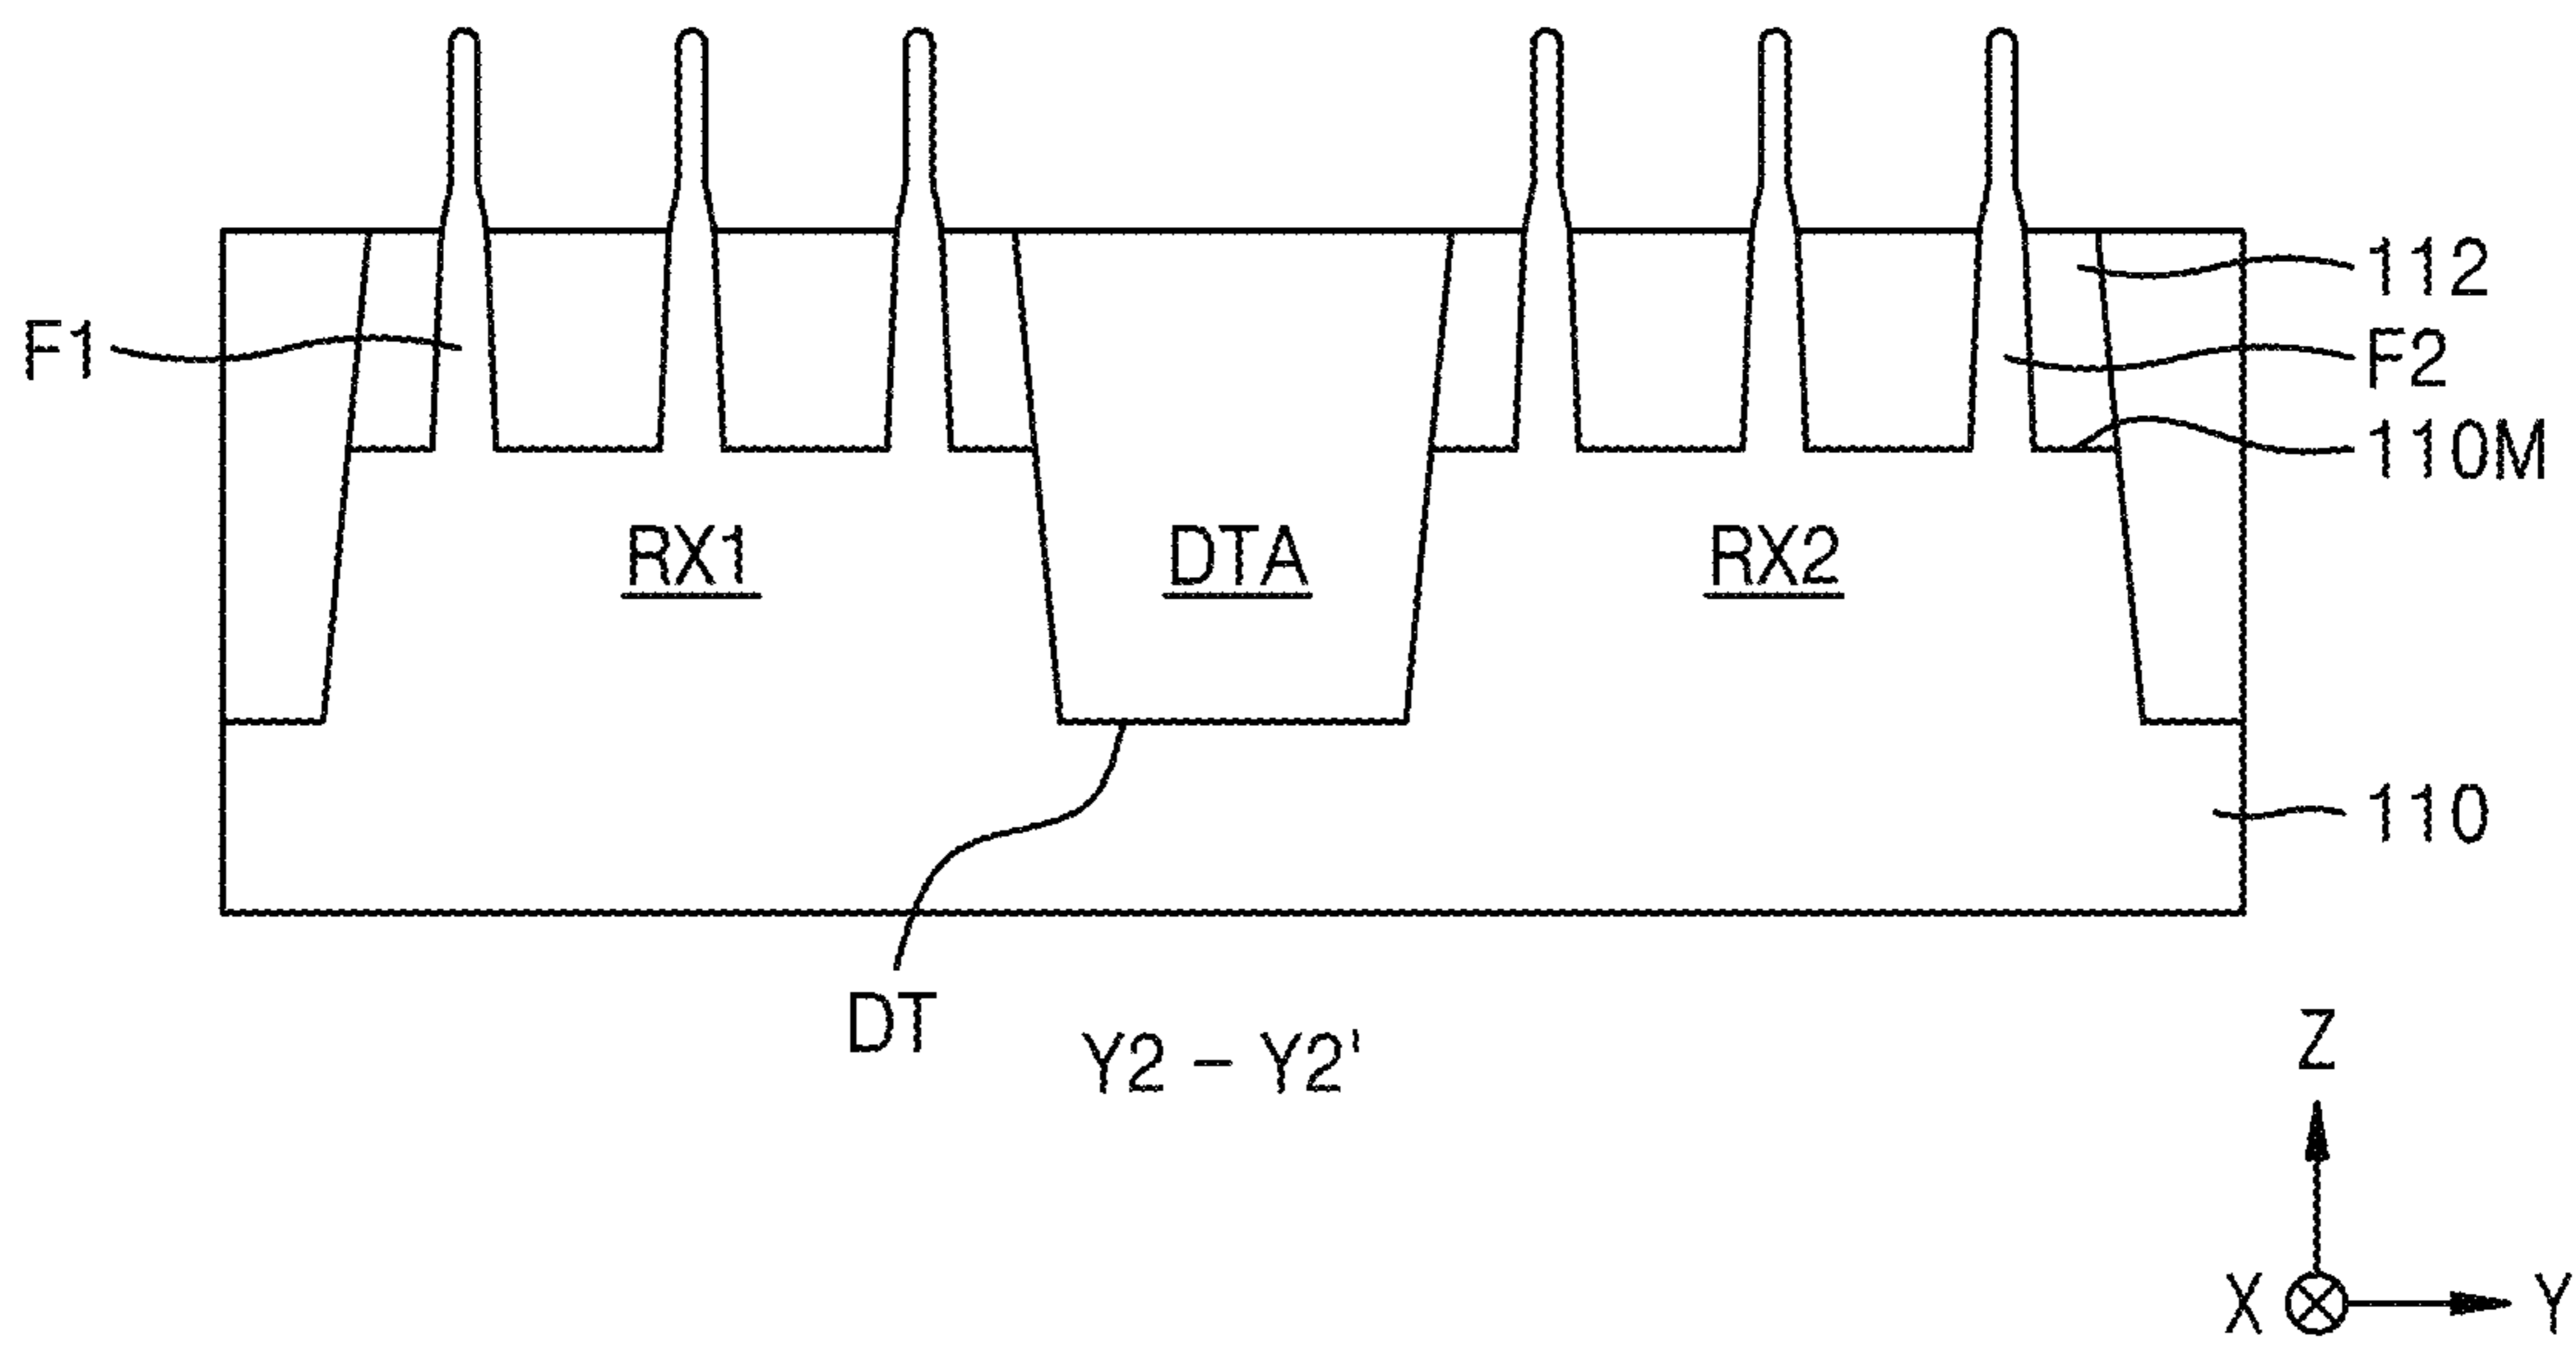 112
F1
F2
110M
RX1
DTA
RX2
110
DT
Y2 – Y2'
Z
X
Y